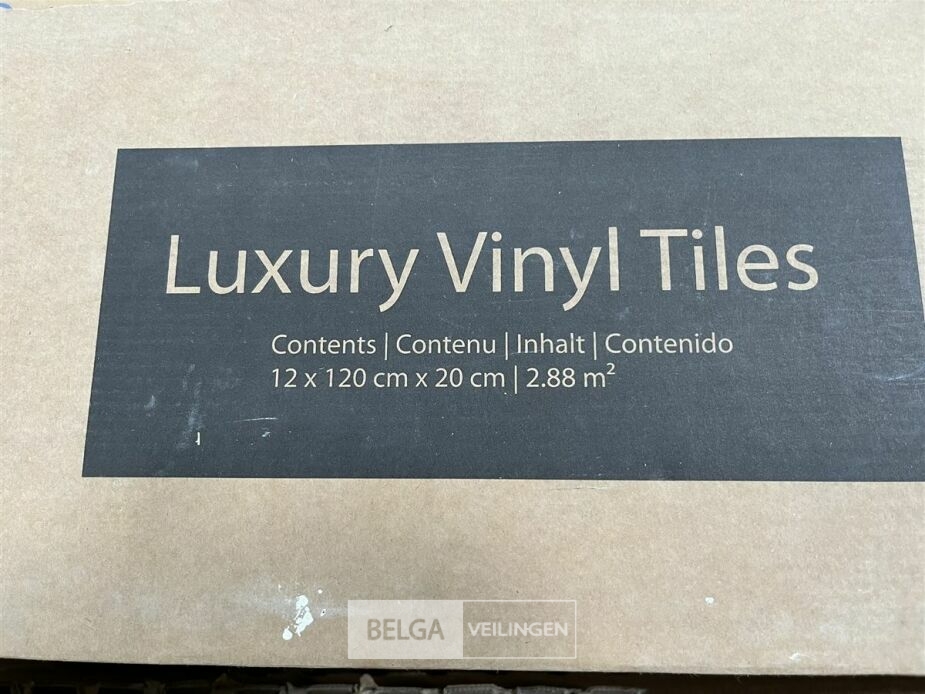 Luxury Vinyl Tiles
Contents | Contenu | Inhalt | Contenido
12 x 120 cm x 20 cm | 2.88 m²
BELGA VEILINGEN